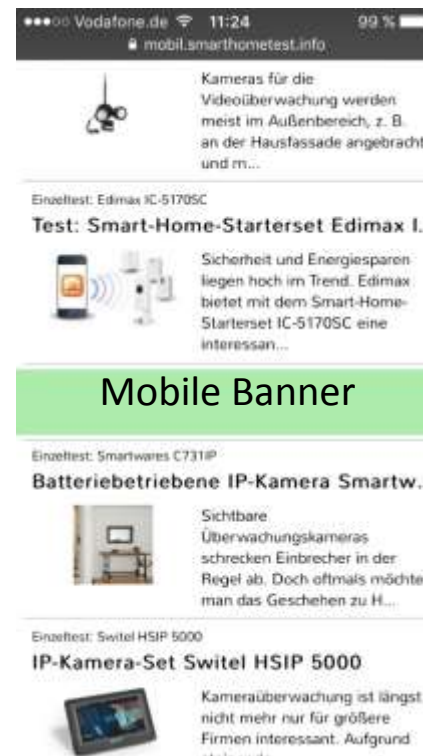 Vodafone.de 11:24 99 %
mobil.smarthometest.info
Kameras für die
Videoüberwachung werden
meist im Außenbereich, z. B.
an der Hausfassade angebracht
und m...
Einzeltest: Edimax IC-5170SC
Test: Smart-Home-Starterset Edimax I.
Sicherheit und Energiesparen
liegen hoch im Trend. Edimax
bietet mit dem Smart-Home-
Starterset IC-5170SC eine
interessan...
Mobile Banner
Einzeltest: Smartwares C731IP
Batteriebetriebene IP-Kamera Smartw.
Sichtbare
Überwachungskameras
schrecken Einbrecher in der
Regel ab. Doch oftmals möchte
man das Geschehen zu H...
Einzeltest: Switel HSIP 5000
IP-Kamera-Set Switel HSIP 5000
Kameraüberwachung ist längst
nicht mehr nur für größere
Firmen interessant. Aufgrund